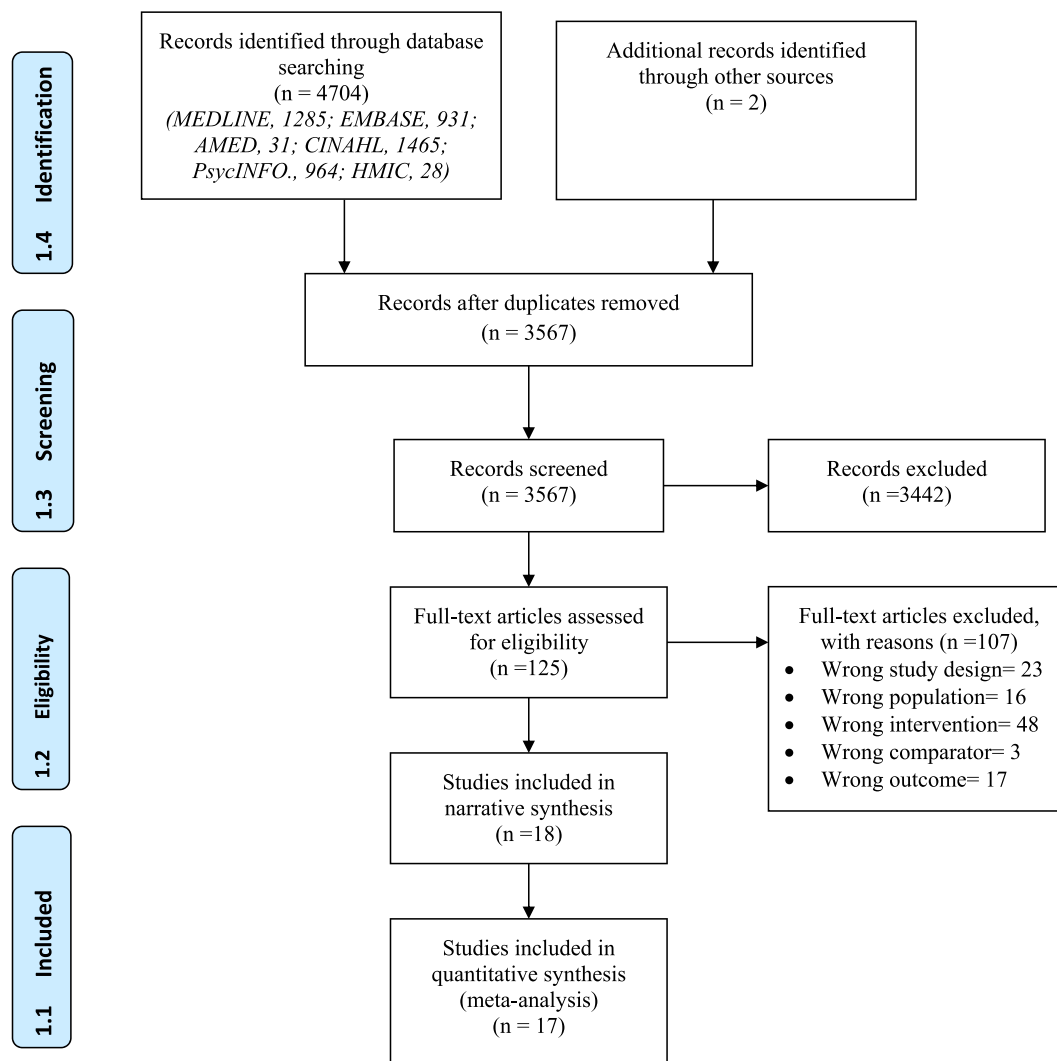 Records identified through database
searching
(n = 4704)
(MEDLINE, 1285; EMBASE, 931;
AMED, 31; CINAHL, 1465;
PsycINFO., 964; HMIC, 28)
Additional records identified
through other sources
(n = 2)
1.4 Identification
Records after duplicates removed
(n = 3567)
1.3 Screening
Records screened
(n = 3567)
Records excluded
(n =3442)
1.2 Eligibility
Full-text articles assessed
for eligibility
(n =125)
Full-text articles excluded,
with reasons (n =107)
• Wrong study design= 23
• Wrong population= 16
• Wrong intervention= 48
• Wrong comparator= 3
• Wrong outcome= 17
Studies included in
narrative synthesis
(n =18)
1.1 Included
Studies included in
quantitative synthesis
(meta-analysis)
(n = 17)